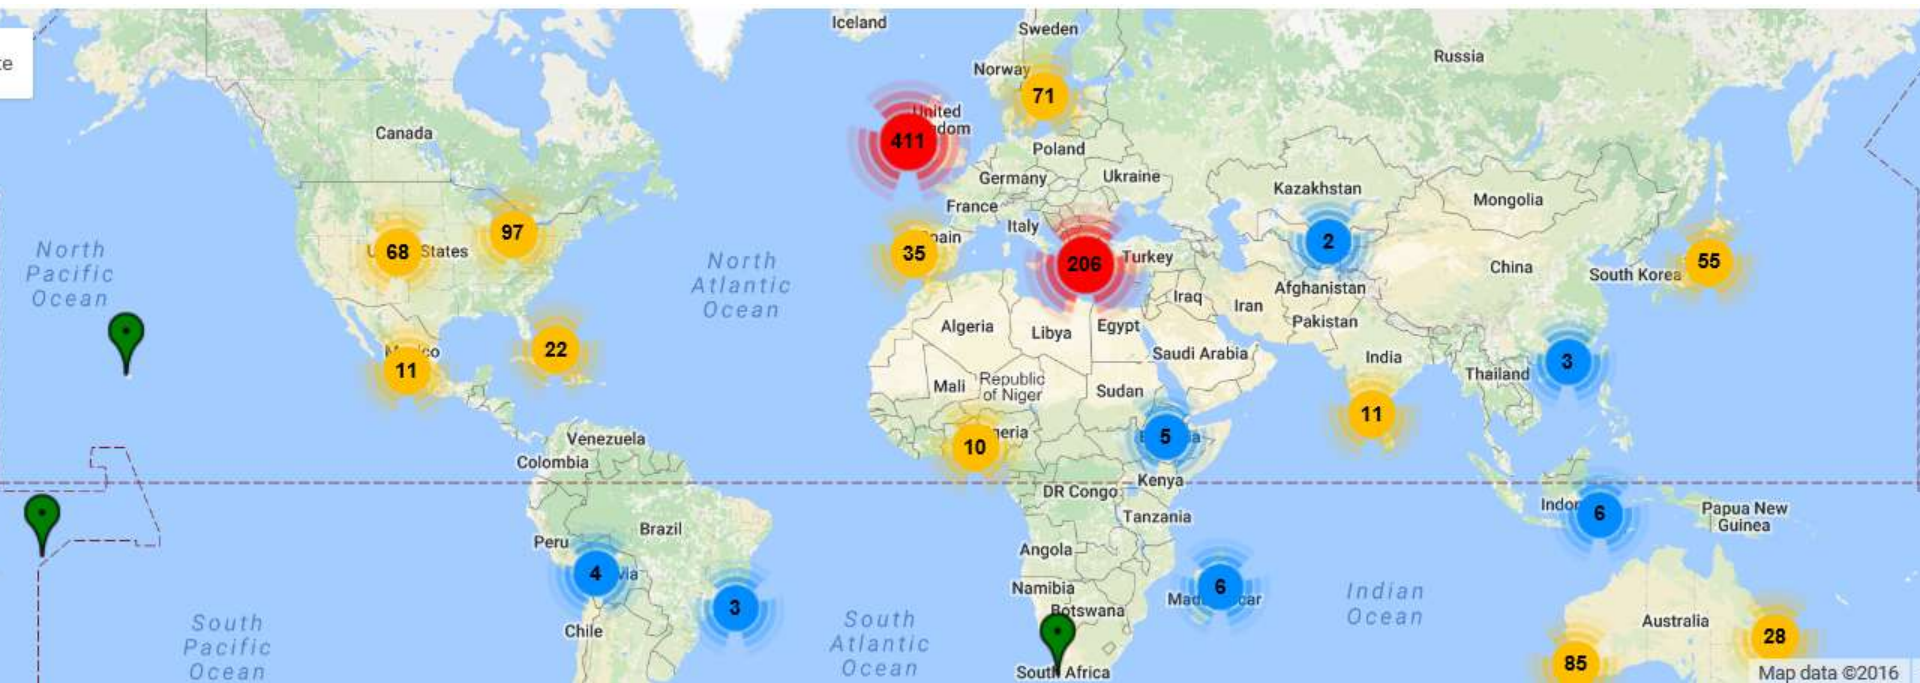 Iceland
Sweden
Russia
te
Norway
71
United
411
Canada
Poland
Germany
Ukraine
Kazakhstan
Mongolia
France
97
Italy
2
68
States
35
206
Turkey
China
South Korea
55
North
Pacific
Ocean
North
Atlantic
Ocean
Iraq
Iran
Afghanistan
Algeria
Libya
Egypt
Pakistan
22
Saudi Arabia
India
3
Thailand
11
Mali
Republic
of Niger
Sudan
11
Venezuela
10
5
Colombia
DR Congo
Kenya
6
Papua New
Guinea
Tanzania
Brazil
Peru
Angola
4
Namibia
6
Indian
Ocean
3
Botswana
South
Pacific
Ocean
Chile
South
Atlantic
Ocean
Australia
28
South Africa
85
Map data ©2016